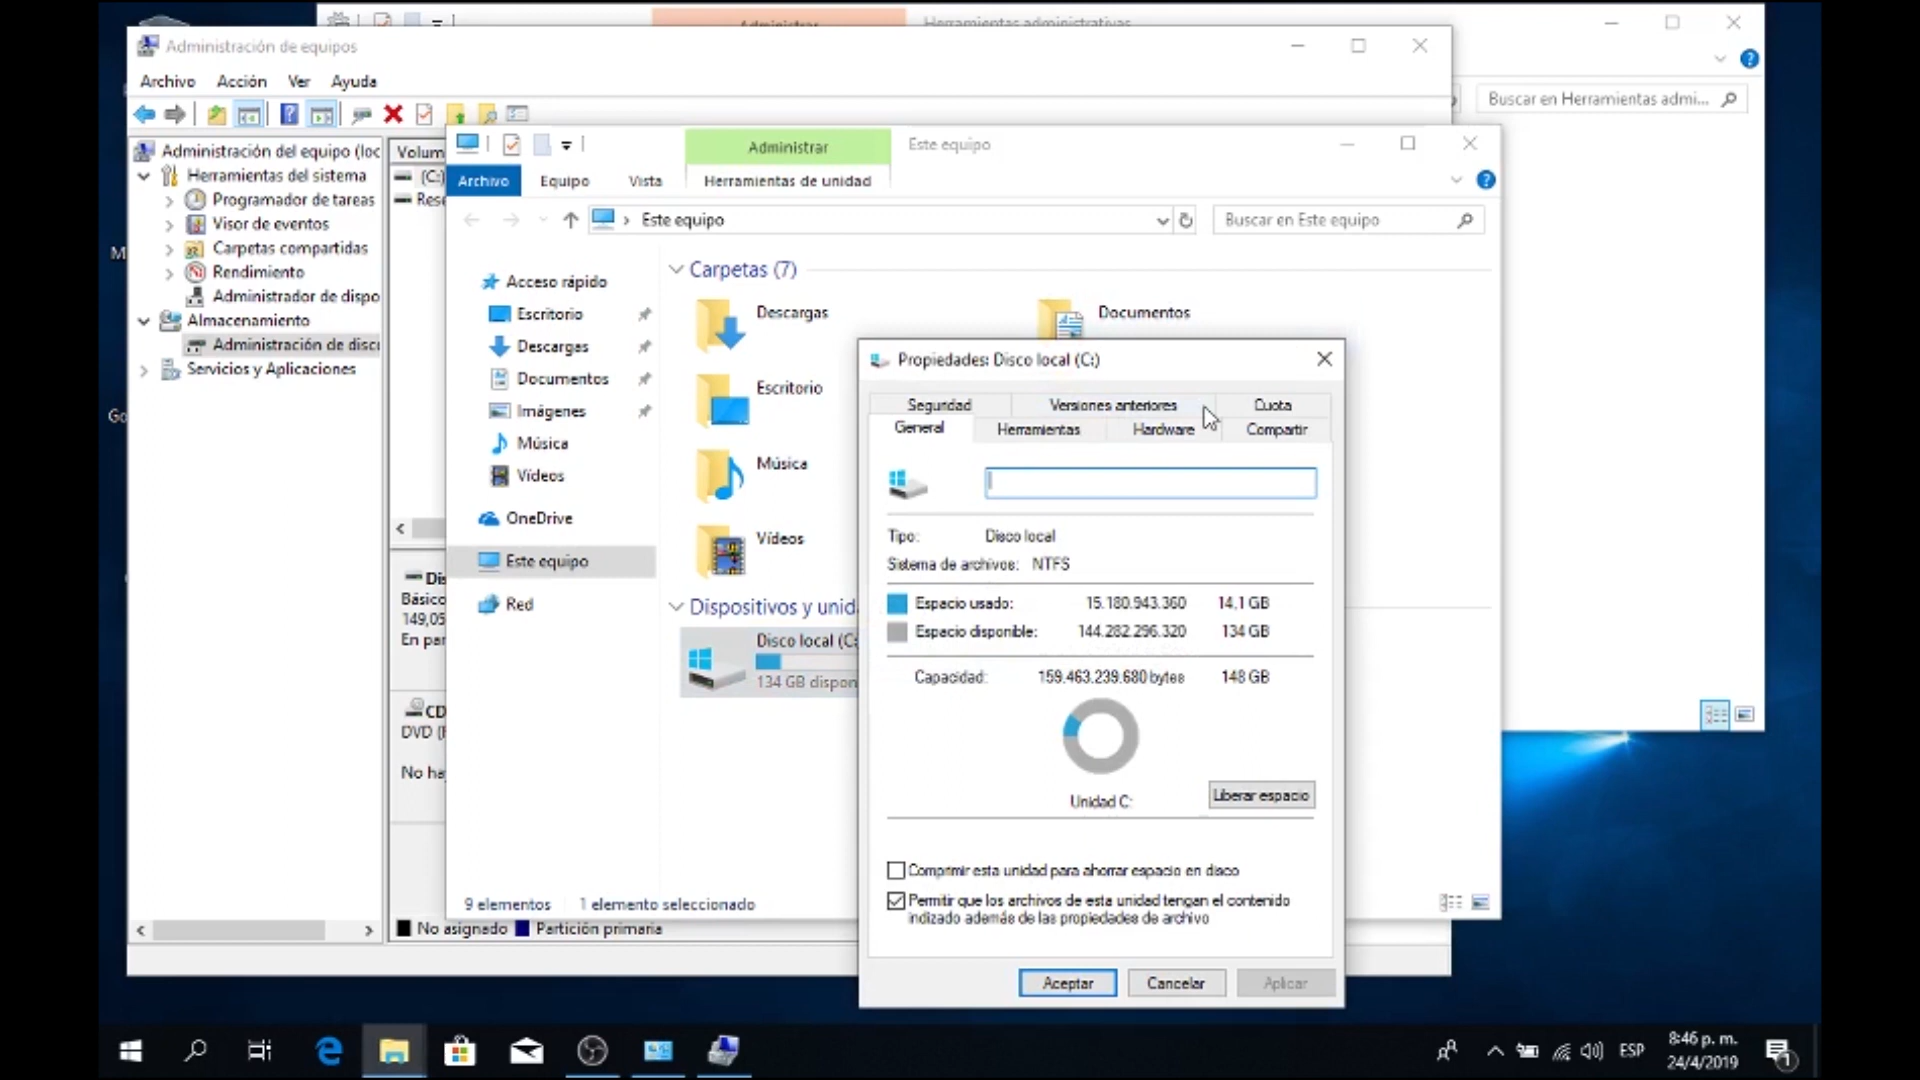 Administrar
Herramientas administrativas
Buscar en Herramientas admi...
Administración de equipos
Archivo Acción Ver Ayuda
Administración del equipo (loc
Herramientas del sistema
Programador de tareas
Visor de eventos
Carpetas compartidas
Rendimiento
Administrador de dispo
Almacenamiento
Administración de disc
Servicios y Aplicaciones
Volum
(C:)
Rese
Básico
149,05
En par
CD
DVD (
No ha
No asignado Partición primaria
Administrar
Este equipo
Archivo Equipo Vista Herramientas de unidad
Este equipo
Buscar en Este equipo
Acceso rápido
Escritorio
Descargas
Documentos
Imágenes
Música
Vídeos
OneDrive
Este equipo
Red
Carpetas (7)
Descargas
Documentos
Escritorio
Música
Vídeos
Dispositivos y unid
Disco local (C:
134 GB dispon
9 elementos 1 elemento seleccionado
Propiedades: Disco local (C:)
Seguridad Versiones anteriores Cuota
General Herramientas Hardware Compartir
Tipo: Disco local
Sistema de archivos: NTFS
Espacio usado: 15.180.943.360 14,1 GB
Espacio disponible: 144.282.296.320 134 GB
Capacidad: 159.463.239.680 bytes 148 GB
Unidad C:
Liberar espacio
Comprimir esta unidad para ahorrar espacio en disco
Permitir que los archivos de esta unidad tengan el contenido
indizado además de las propiedades de archivo
Aceptar Cancelar Aplicar
M
Go
ESP
8:46 p. m.
24/4/2019
1